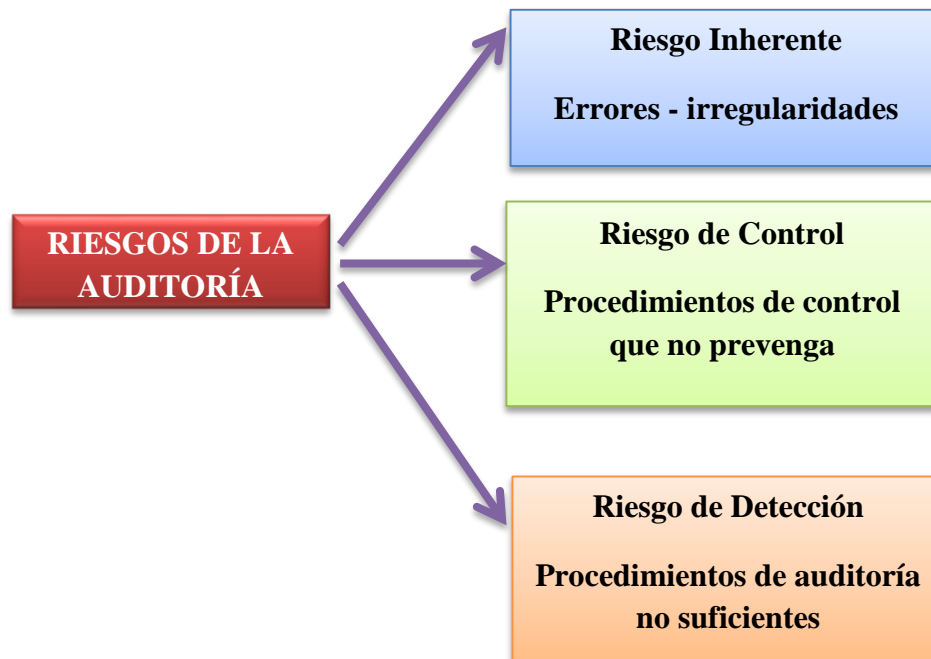 RIESGOS DE LA
AUDITORÍA
Riesgo Inherente
Errores - irregularidades
Riesgo de Control
Procedimientos de control
que no prevenga
Riesgo de Detección
Procedimientos de auditoría
no suficientes